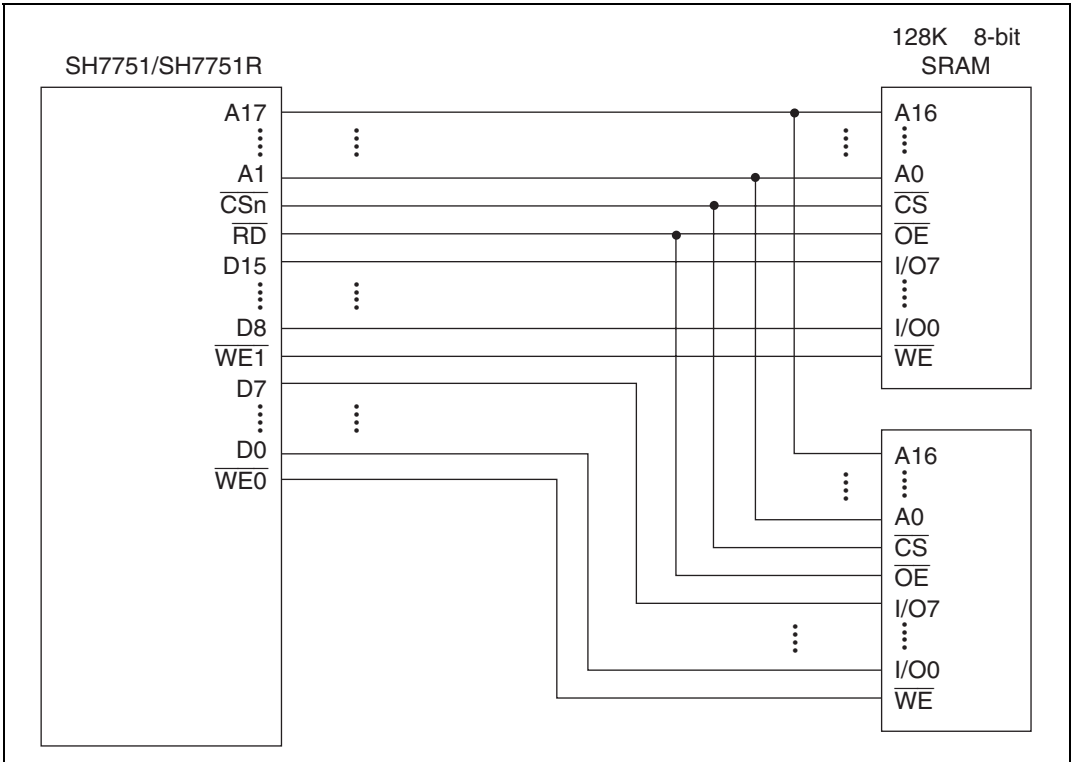 SH7751/SH7751R
A17
A1
CSn
RD
D15
D8
WE1
D7
D0
WE0
128K 8-bit
SRAM
A16
A0
CS
OE
I/O7
I/O0
WE
A16
A0
CS
OE
I/O7
I/O0
WE